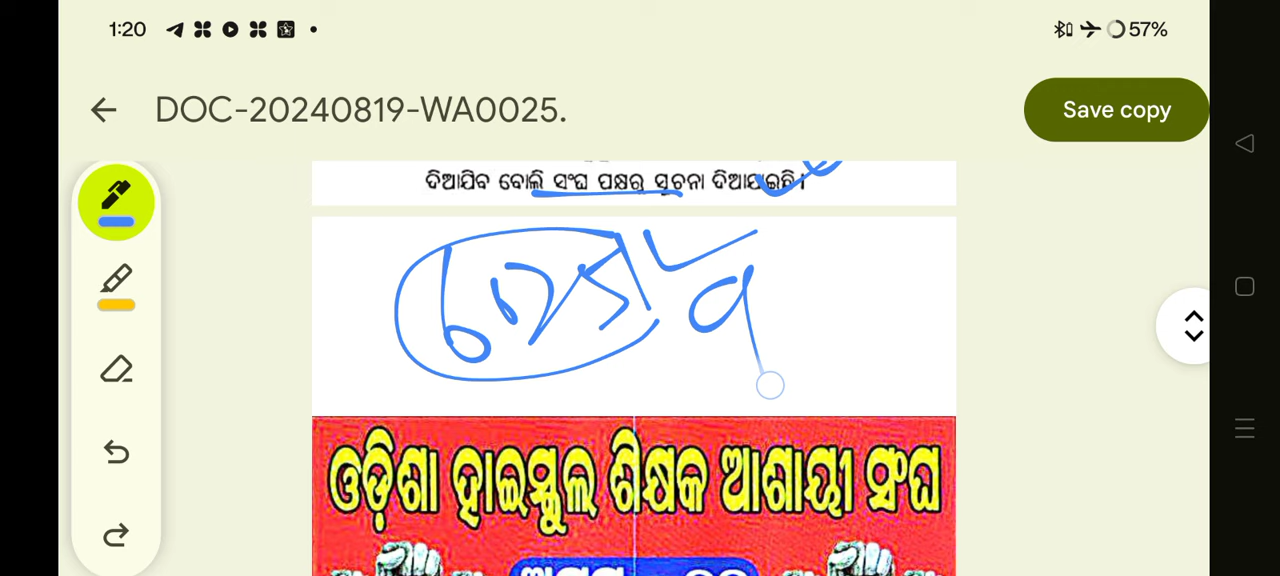 1:20
57%
DOC-20240819-WA0025.
Save copy
ଦିଆଯିବ ବୋଲି ସଂଘ ପକ୍ଷରୁ ସୂଚନା ଦିଆଯାଇଛି।
ଓଡ଼ିଶା ହାଇସ୍କୁଲ ଶିକ୍ଷକ ଆଶାୟୀ ସଂଘ